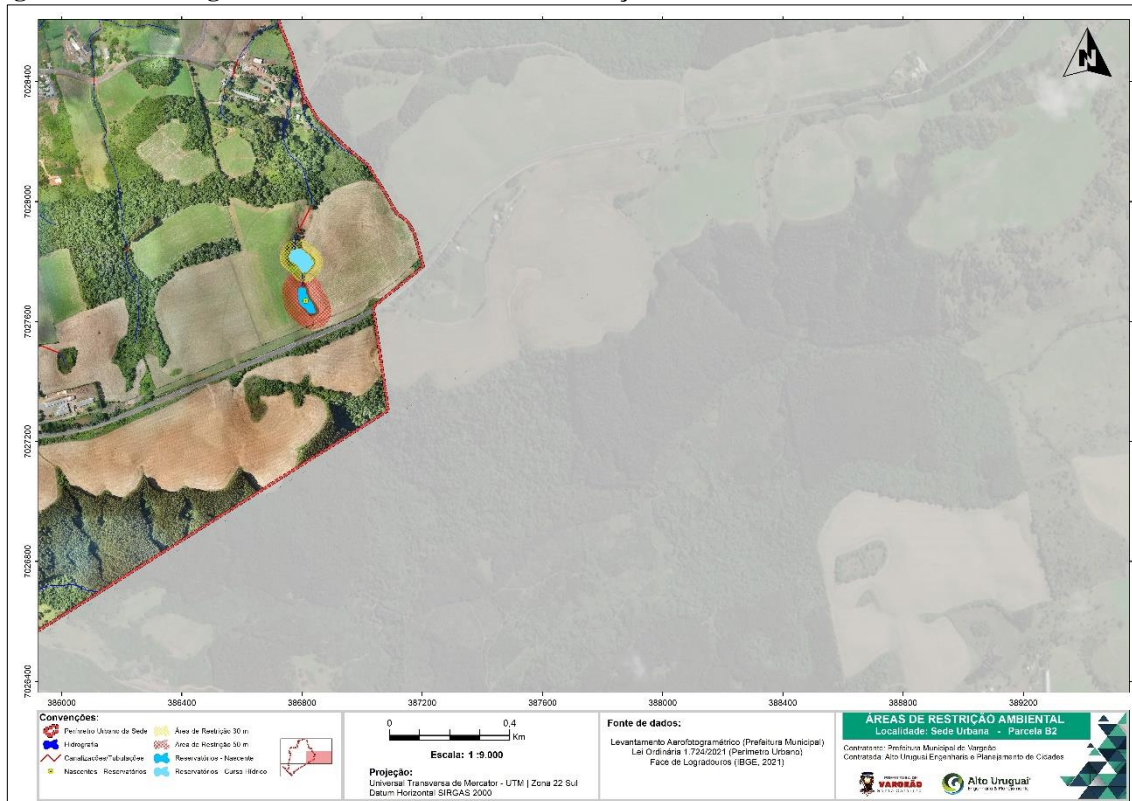 N
7028400
7028000
7027600
7027200
7026800
7026400
386000 386400 386800 387200 387600 388000 388400 388800 389200
Convenções:
Perímetro Urbano da Sede
Hidrografia
Canalizações/Tubulações
Nascentes Reservatórios
Área de Restrição 30 m
Área de Restrição 50 m
Reservatórios - Nascente
Reservatórios Curso Hídrico
0 0,4
Km
Escala: 1:9.000
Projeção:
Universal Transversa de Mercator - UTM | Zona 22 Sul
Datum Horizontal SIRGAS 2000
Fonte de dados:
Levantamento Aerofotogramétrico (Prefeitura Municipal)
Lei Ordinária 1.724/2021 (Perímetro Urbano)
Face de Logradouros (IBGE, 2021)
ÁREAS DE RESTRIÇÃO AMBIENTAL
Localidade: Sede Urbana - Parcela B2
Contratante: Prefeitura Municipal de Vargeão
Contratada: Alto Uruguai Engenharia e Planejamento de Cidades
PREFEITURA DE
VARGEÃO
Alto Uruguai
Engenharia & Planejamento